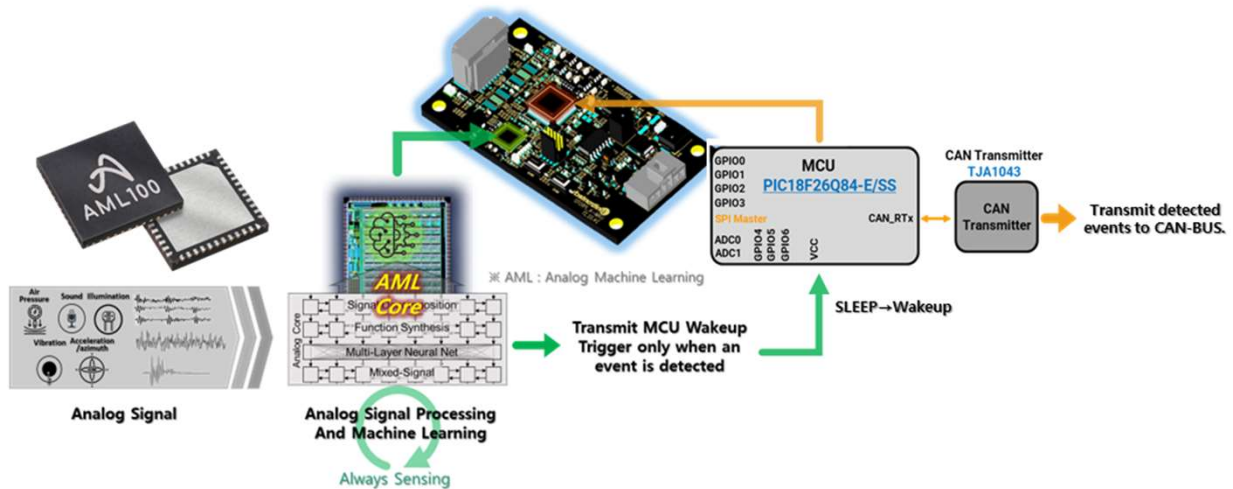 AML100
Air
Pressure
Sound
Illumination
Vibration
Acceleration
/azimuth
Analog Signal
AML
Core
Analog Core
Function Synthesis
Multi-Layer Neural Net
Mixed-Signal
Analog Signal Processing
And Machine Learning
Always Sensing
※ AML : Analog Machine Learning
Transmit MCU Wakeup
Trigger only when an
event is detected
SLEEP→Wakeup
MCU
PIC18F26Q84-E/SS
GPIO0
GPIO1
GPIO2
GPIO3
SPI Master
ADC0
ADC1
GPIO4
GPIO5
GPIO6
VCC
CAN_RTx
CAN Transmitter
TJA1043
CAN
Transmitter
Transmit detected
events to CAN-BUS.